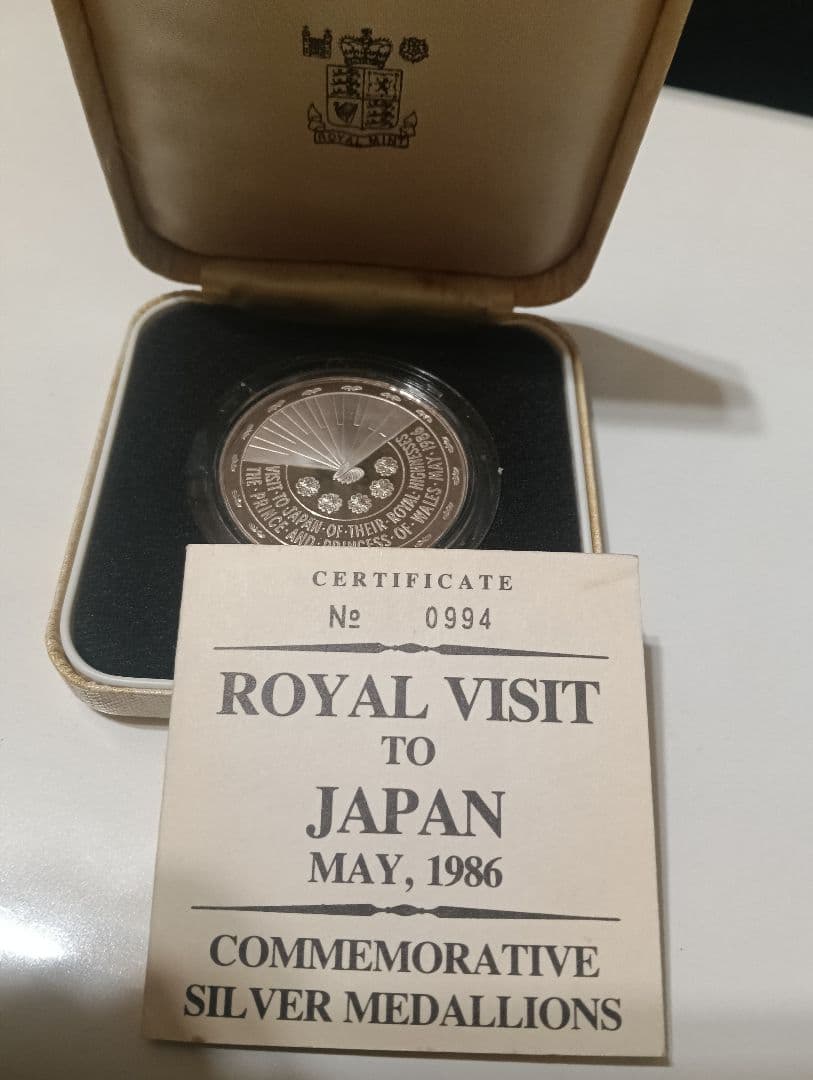 ROYAL MINT
VISIT·TO·JAPAN·OF·THEIR·ROYAL·HIGHNESSES
THE·PRINCE·AND·PRINCESS·OF·WALES·MAY·1986
CERTIFICATE
№ 0994
ROYAL VISIT
TO
JAPAN
MAY, 1986
COMMEMORATIVE
SILVER MEDALLIONS